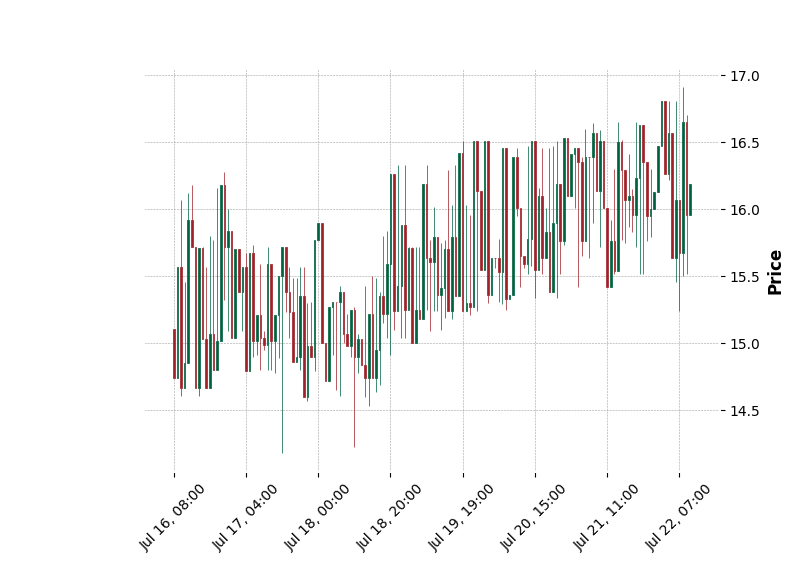 17.0
16.5
16.0
15.5
15.0
14.5
Price
Jul 16, 08:00
Jul 17, 04:00
Jul 18, 00:00
Jul 18, 20:00
Jul 19, 19:00
Jul 20, 15:00
Jul 21, 11:00
Jul 22, 07:00